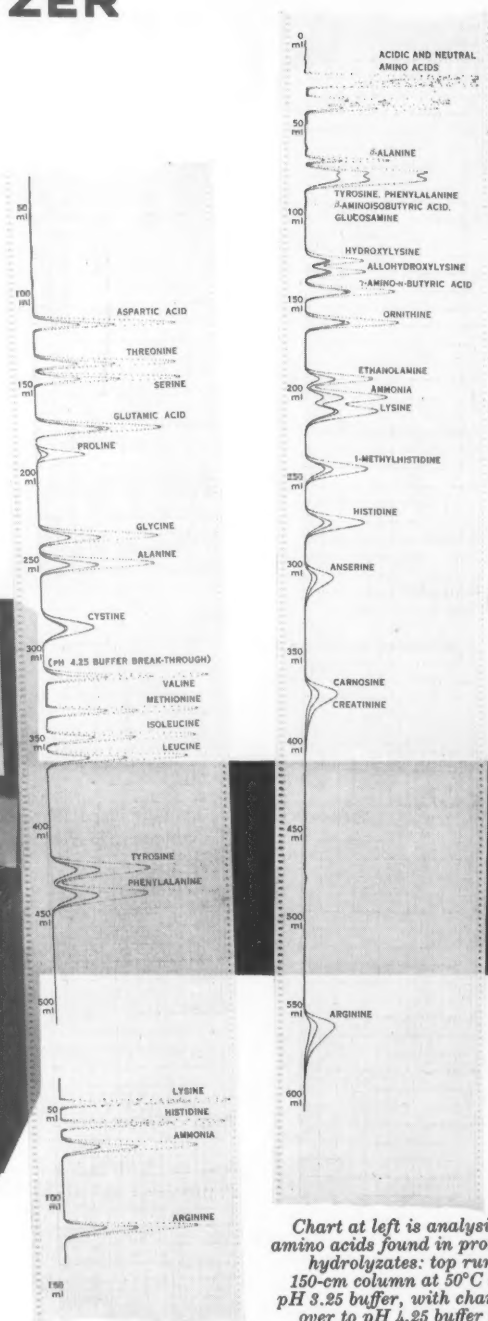 ZER
50
ml
100
ml
ASPARTIC ACID
THREONINE
150
ml
SERINE
GLUTAMIC ACID
PROLINE
200
ml
GLYCINE
250
ml
ALANINE
CYSTINE
300
ml
(PH 4.25 BUFFER BREAK-THROUGH)
VALINE
METHIONINE
ISOLEUCINE
350
ml
LEUCINE
400
ml
TYROSINE
PHENYLALANINE
450
ml
500
ml
LYSINE
50
ml
HISTIDINE
AMMONIA
100
ml
ARGININE
150
ml
0
ml
ACIDIC AND NEUTRAL
AMINO ACIDS
50
ml
β-ALANINE
TYROSINE, PHENYLALANINE
β-AMINOISOBUTYRIC ACID,
GLUCOSAMINE
100
ml
HYDROXYLYSINE
ALLOHYDROXYLYSINE
γ-AMINO-n-BUTYRIC ACID
150
ml
ORNITHINE
ETHANOLAMINE
200
ml
AMMONIA
LYSINE
1-METHYLHISTIDINE
250
ml
HISTIDINE
300
ml
ANSERINE
350
ml
CARNOSINE
CREATININE
400
ml
450
ml
500
ml
550
ml
ARGININE
600
ml
Chart at left is analysi
amino acids found in pro
hydrolyzates: top run
150-cm column at 50°C
pH 3.25 buffer, with chan
over to pH 4.25 buffer